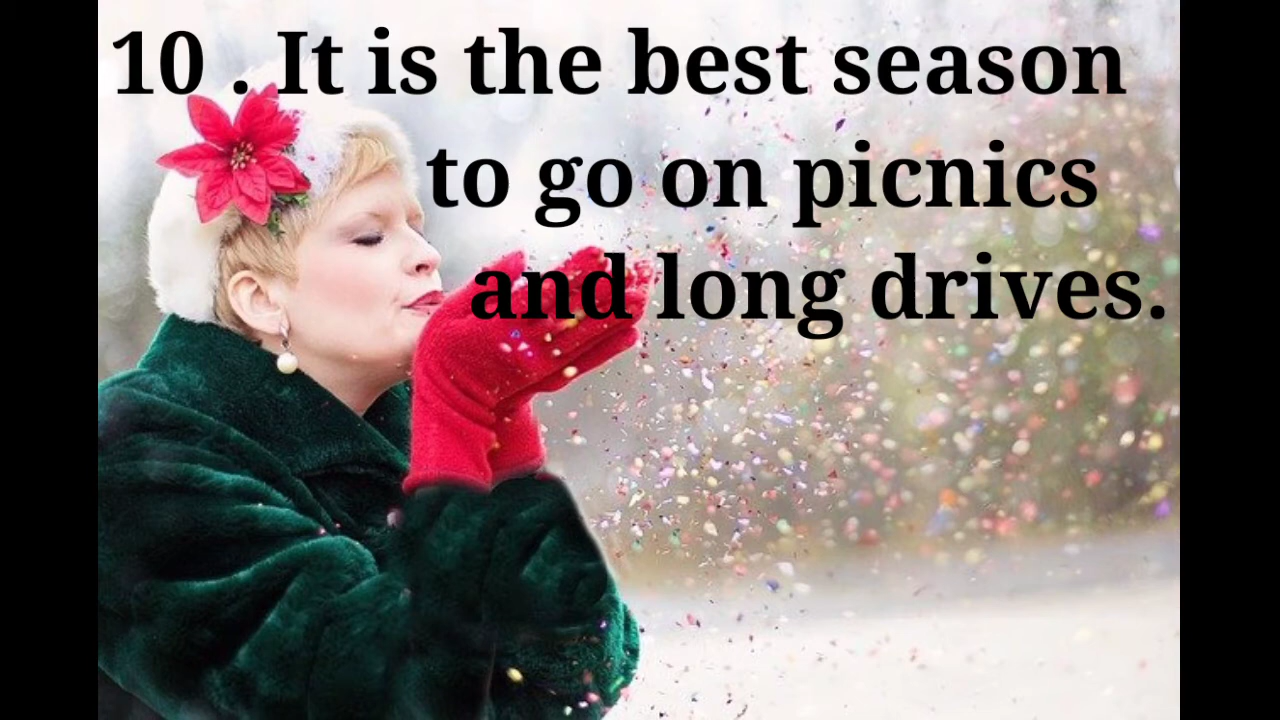 10 . It is the best season
to go on picnics
and long drives.